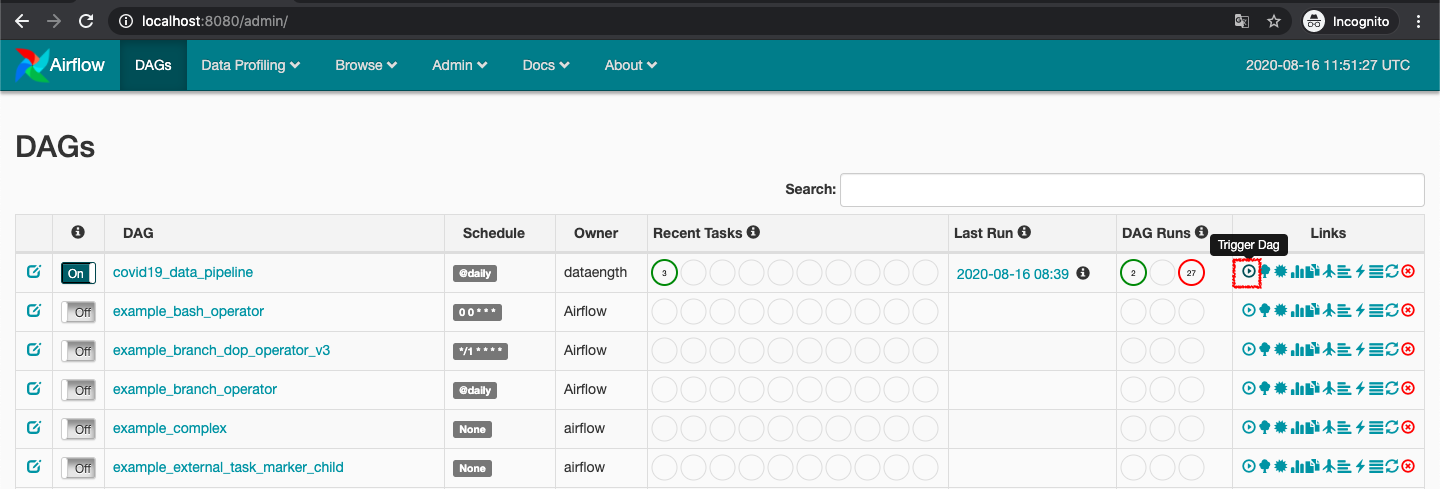 localhost:8080/admin/ Incognito
Airflow DAGs Data Profiling Browse Admin Docs About 2020-08-16 11:51:27 UTC
DAGs
Search:
DAG Schedule Owner Recent Tasks Last Run DAG Runs Links
Trigger Dag
On covid19_data_pipeline @daily dataength 3 2020-08-16 08:39 2 27
Off example_bash_operator 0 0 * * * Airflow
Off example_branch_dop_operator_v3 */1 * * * * Airflow
Off example_branch_operator @daily Airflow
Off example_complex None airflow
Off example_external_task_marker_child None airflow